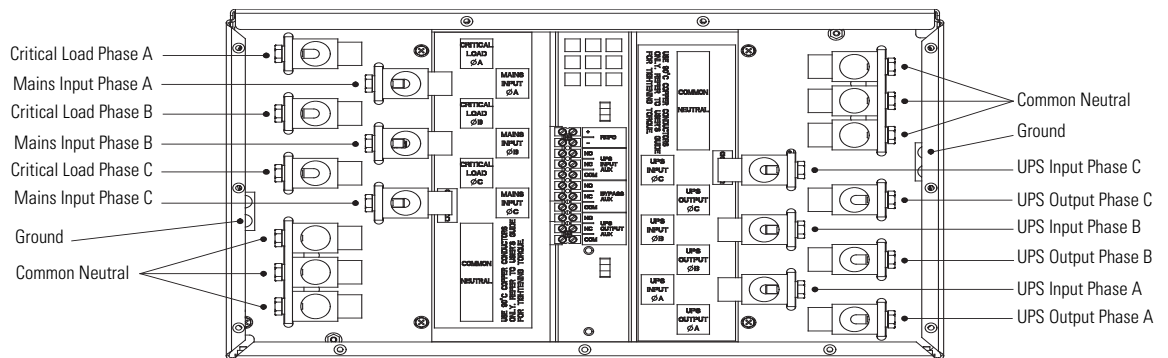 Critical Load Phase A
Mains Input Phase A
Critical Load Phase B
Mains Input Phase B
Critical Load Phase C
Mains Input Phase C
Ground
Common Neutral
CRITICAL
LOAD
ØA
MAINS
INPUT
ØA
CRITICAL
LOAD
ØB
MAINS
INPUT
ØB
CRITICAL
LOAD
ØC
MAINS
INPUT
ØC
COMMON
NEUTRAL
USE 90°C COPPER CONDUCTORS
ONLY. REFER TO USER'S GUIDE
FOR TIGHTENING TORQUE.
+
-
REPO
NO
NC
COM
UPS
INPUT
AUX
NO
NC
COM
BYPASS
AUX
NO
NC
COM
UPS
OUTPUT
AUX
USE 90°C COPPER CONDUCTORS
ONLY. REFER TO USER'S GUIDE
FOR TIGHTENING TORQUE.
COMMON
NEUTRAL
UPS
INPUT
ØC
UPS
OUTPUT
ØC
UPS
INPUT
ØB
UPS
OUTPUT
ØB
UPS
INPUT
ØA
UPS
OUTPUT
ØA
Common Neutral
Ground
UPS Input Phase C
UPS Output Phase C
UPS Input Phase B
UPS Output Phase B
UPS Input Phase A
UPS Output Phase A